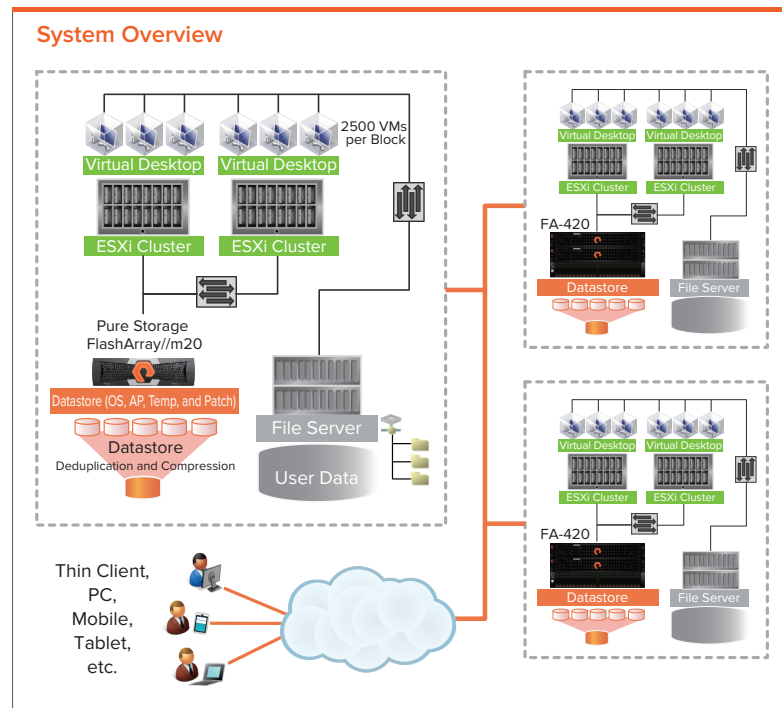 System Overview
2500 VMs
per Block
Virtual Desktop
Virtual Desktop
ESXi Cluster
ESXi Cluster
Pure Storage
FlashArray//m20
Datastore (OS, AP, Temp, and Patch)
Datastore
Deduplication and Compression
File Server
User Data
Virtual Desktop
Virtual Desktop
ESXi Cluster
ESXi Cluster
FA-420
Datastore
File Server
Virtual Desktop
Virtual Desktop
ESXi Cluster
ESXi Cluster
FA-420
Datastore
File Server
Thin Client,
PC,
Mobile,
Tablet,
etc.